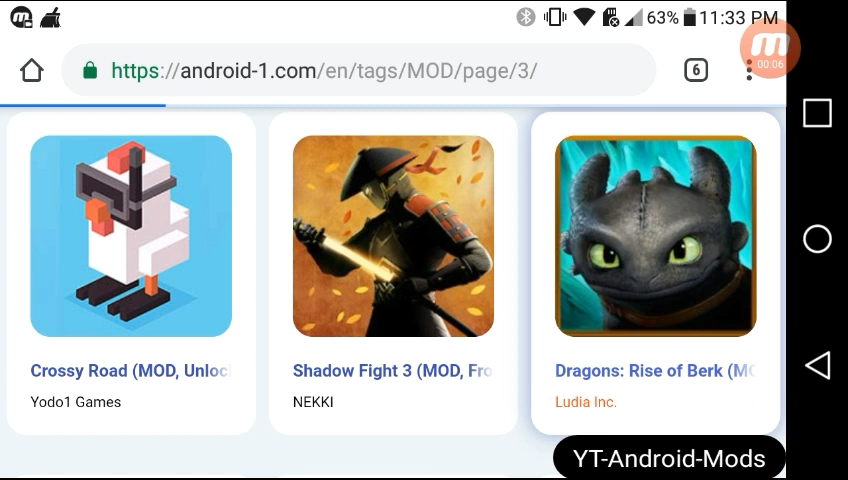 63% 11:33 PM
https://android-1.com/en/tags/MOD/page/3/
6
00:06
Crossy Road (MOD, Unloc
Shadow Fight 3 (MOD, Fro
Dragons: Rise of Berk (MO
Yodo1 Games
NEKKI
Ludia Inc.
YT-Android-Mods